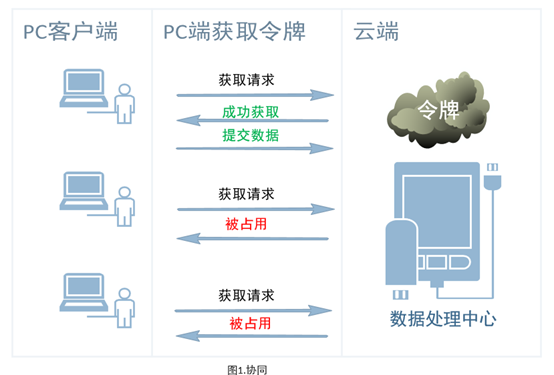 PC客户端
PC端获取令牌
云端
获取请求
成功获取
提交数据
令牌
获取请求
被占用
获取请求
被占用
数据处理中心
图1.协同